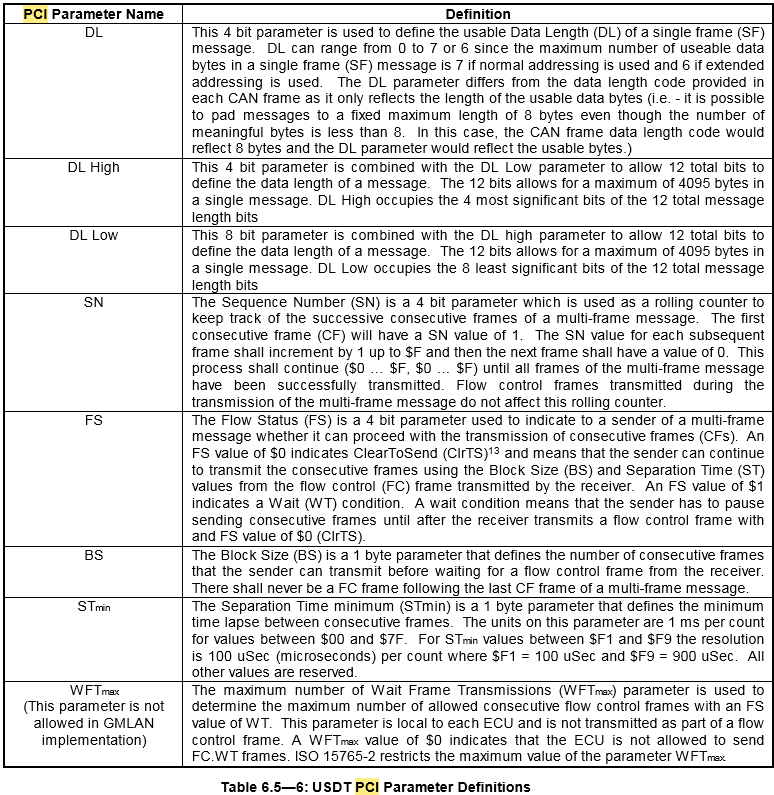 PCI Parameter Name Definition
DL This 4 bit parameter is used to define the usable Data Length (DL) of a single frame (SF)
message. DL can range from 0 to 7 or 6 since the maximum number of useable data
bytes in a single frame (SF) message is 7 if normal addressing is used and 6 if extended
addressing is used. The DL parameter differs from the data length code provided in
each CAN frame as it only reflects the length of the usable data bytes (i.e. - it is possible
to pad messages to a fixed maximum length of 8 bytes even though the number of
meaningful bytes is less than 8. In this case, the CAN frame data length code would
reflect 8 bytes and the DL parameter would reflect the usable bytes.)
DL High This 4 bit parameter is combined with the DL Low parameter to allow 12 total bits to
define the data length of a message. The 12 bits allows for a maximum of 4095 bytes in
a single message. DL High occupies the 4 most significant bits of the 12 total message
length bits
DL Low This 8 bit parameter is combined with the DL high parameter to allow 12 total bits to
define the data length of a message. The 12 bits allows for a maximum of 4095 bytes in
a single message. DL Low occupies the 8 least significant bits of the 12 total message
length bits
SN The Sequence Number (SN) is a 4 bit parameter which is used as a rolling counter to
keep track of the successive consecutive frames of a multi-frame message. The first
consecutive frame (CF) will have a SN value of 1. The SN value for each subsequent
frame shall increment by 1 up to $F and then the next frame shall have a value of 0. This
process shall continue ($0 ... $F, $0 ... $F) until all frames of the multi-frame message
have been successfully transmitted. Flow control frames transmitted during the
transmission of the multi-frame message do not affect this rolling counter.
FS The Flow Status (FS) is a 4 bit parameter used to indicate to a sender of a multi-frame
message whether it can proceed with the transmission of consecutive frames (CFs). An
FS value of $0 indicates ClearToSend (ClrTS)13 and means that the sender can continue
to transmit the consecutive frames using the Block Size (BS) and Separation Time (ST)
values from the flow control (FC) frame transmitted by the receiver. An FS value of $1
indicates a Wait (WT) condition. A wait condition means that the sender has to pause
sending consecutive frames until after the receiver transmits a flow control frame with
and FS value of $0 (ClrTS).
BS The Block Size (BS) is a 1 byte parameter that defines the number of consecutive frames
that the sender can transmit before waiting for a flow control frame from the receiver.
There shall never be a FC frame following the last CF frame of a multi-frame message.
STmin The Separation Time minimum (STmin) is a 1 byte parameter that defines the minimum
time lapse between consecutive frames. The units on this parameter are 1 ms per count
for values between $00 and $7F. For STmin values between $F1 and $F9 the resolution
is 100 uSec (microseconds) per count where $F1 = 100 uSec and $F9 = 900 uSec. All
other values are reserved.
WFTmax The maximum number of Wait Frame Transmissions (WFTmax) parameter is used to
(This parameter is not determine the maximum number of allowed consecutive flow control frames with an FS
allowed in GMLAN value of WT. This parameter is local to each ECU and is not transmitted as part of a flow
implementation) control frame. A WFTmax value of $0 indicates that the ECU is not allowed to send
FC.WT frames. ISO 15765-2 restricts the maximum value of the parameter WFTmax.
Table 6.5—6: USDT PCI Parameter Definitions